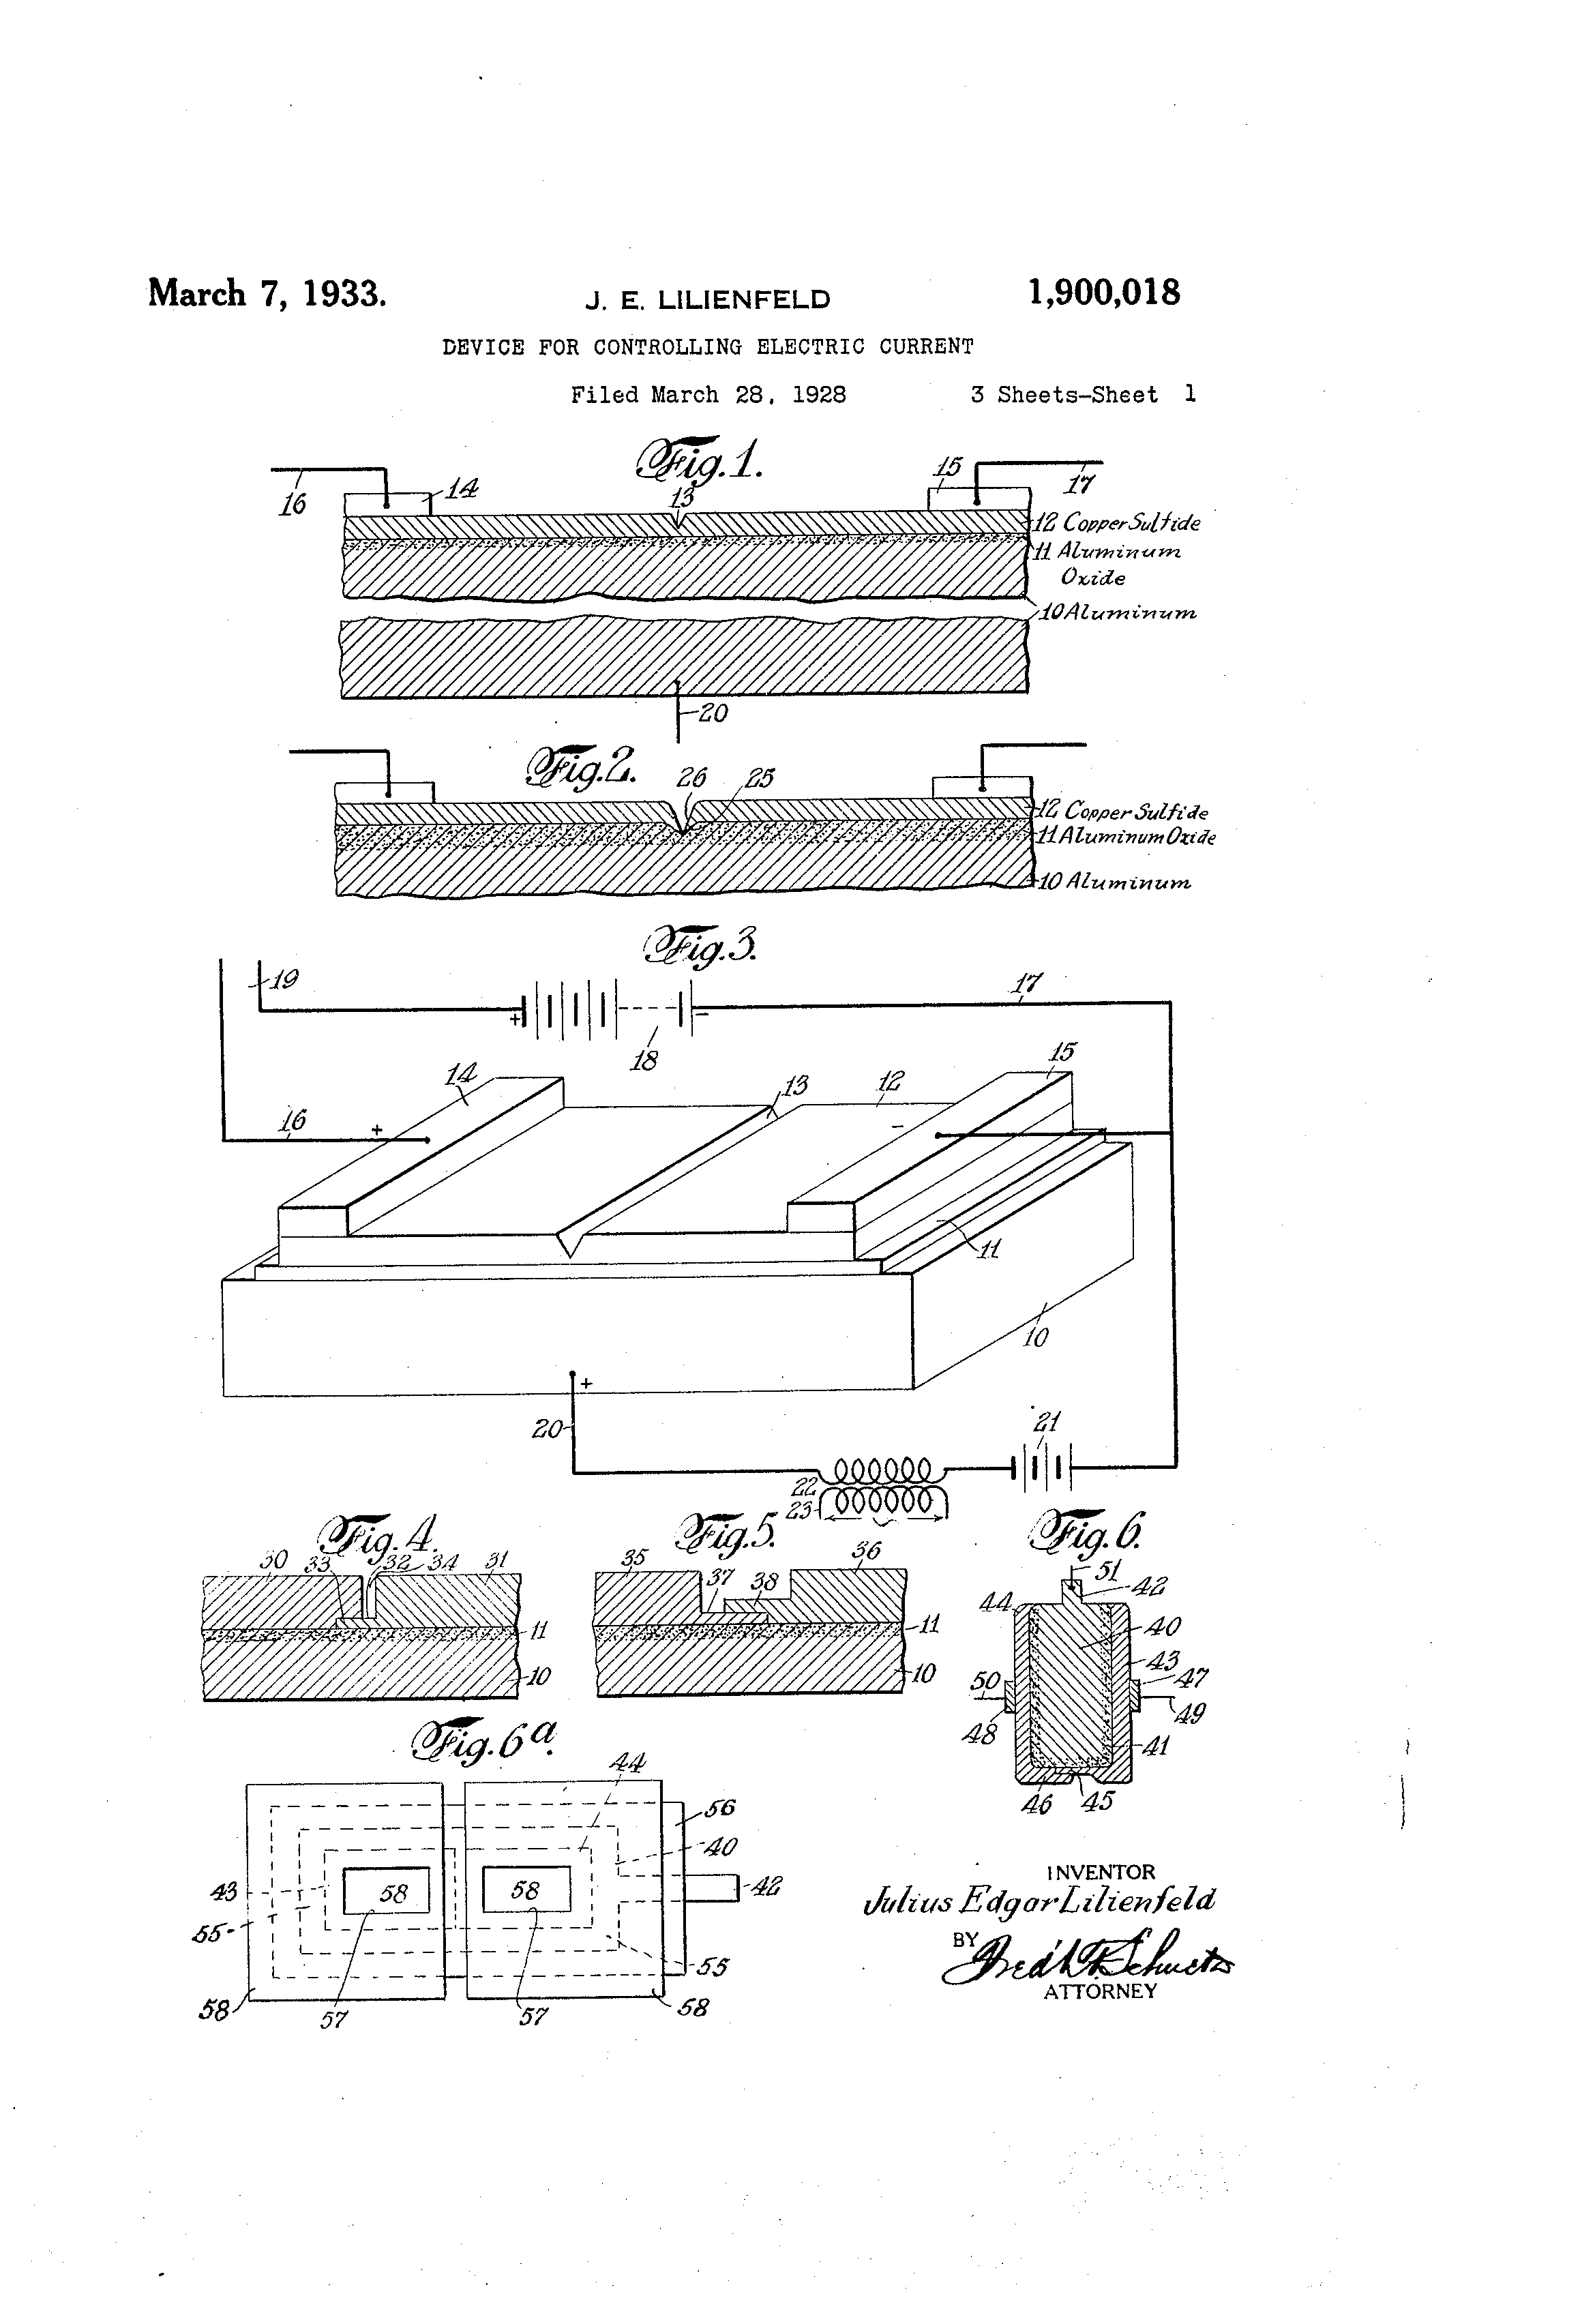 March 7, 1933. J. E. LILIENFELD 1,900,018
DEVICE FOR CONTROLLING ELECTRIC CURRENT
Filed March 28, 1928 3 Sheets-Sheet 1
Fig.1.
16 14 13 15 17
12 Copper Sulfide
11 Aluminum
Oxide
10 Aluminum
20
Fig.2. 26 25
12 Copper Sulfide
11 Aluminum Oxide
10 Aluminum
Fig.3.
19 + 18 - 17
14 13 12 15
16 + -
11
10
+
20 21
22
23
Fig.4. Fig.5. Fig.6.
30 33 32 34 31 35 37 38 36 51
42
44
11 11 40
43
10 10 50 47
48 49
41
46 45
Fig.6a.
44
56
40
43 58 58 42
55
55
58 57 57 58
INVENTOR
Julius Edgar Lilienfeld
BY
ATTORNEY